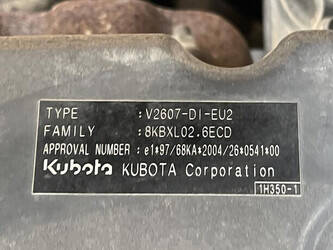 TYPE : V2607-DI-EU2
FAMILY : 8KBXL02.6ECD
APPROVAL NUMBER : e1*97/68KA*2004/26*0541*00
Kubota KUBOTA Corporation
1H350-1